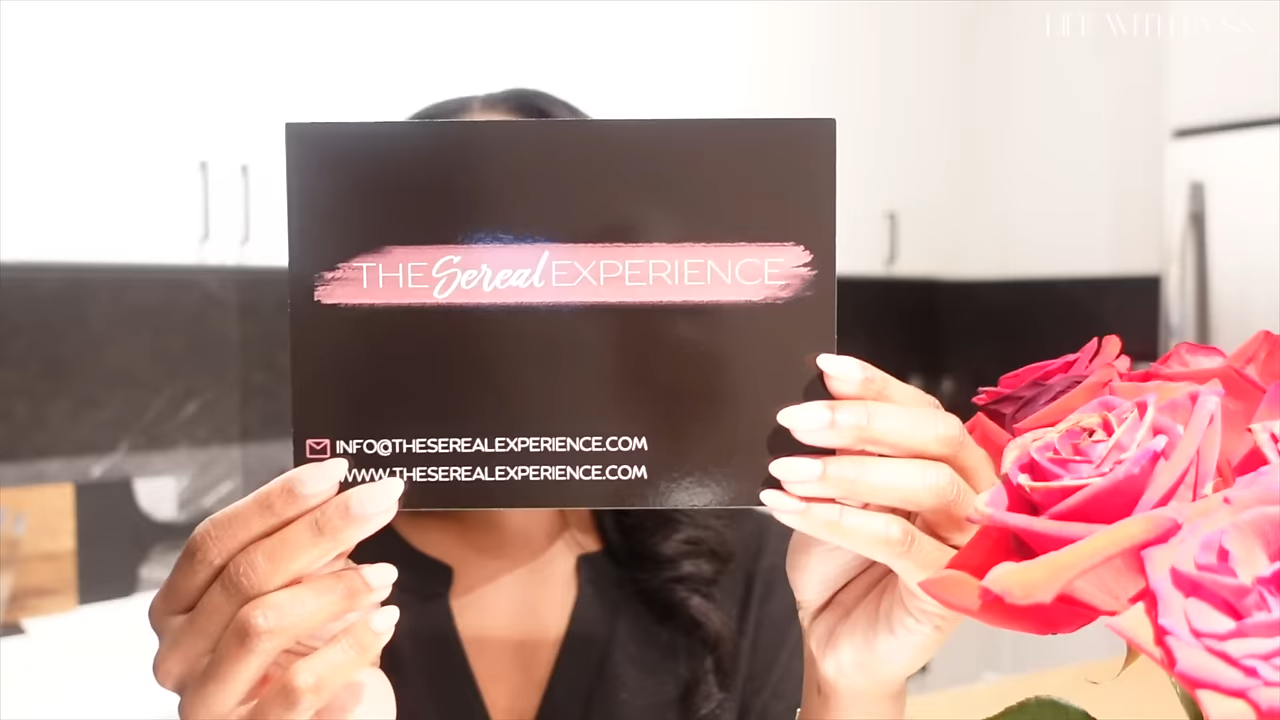 THE Sereal EXPERIENCE
INFO@THESEREALEXPERIENCE.COM
WWW.THESEREALEXPERIENCE.COM